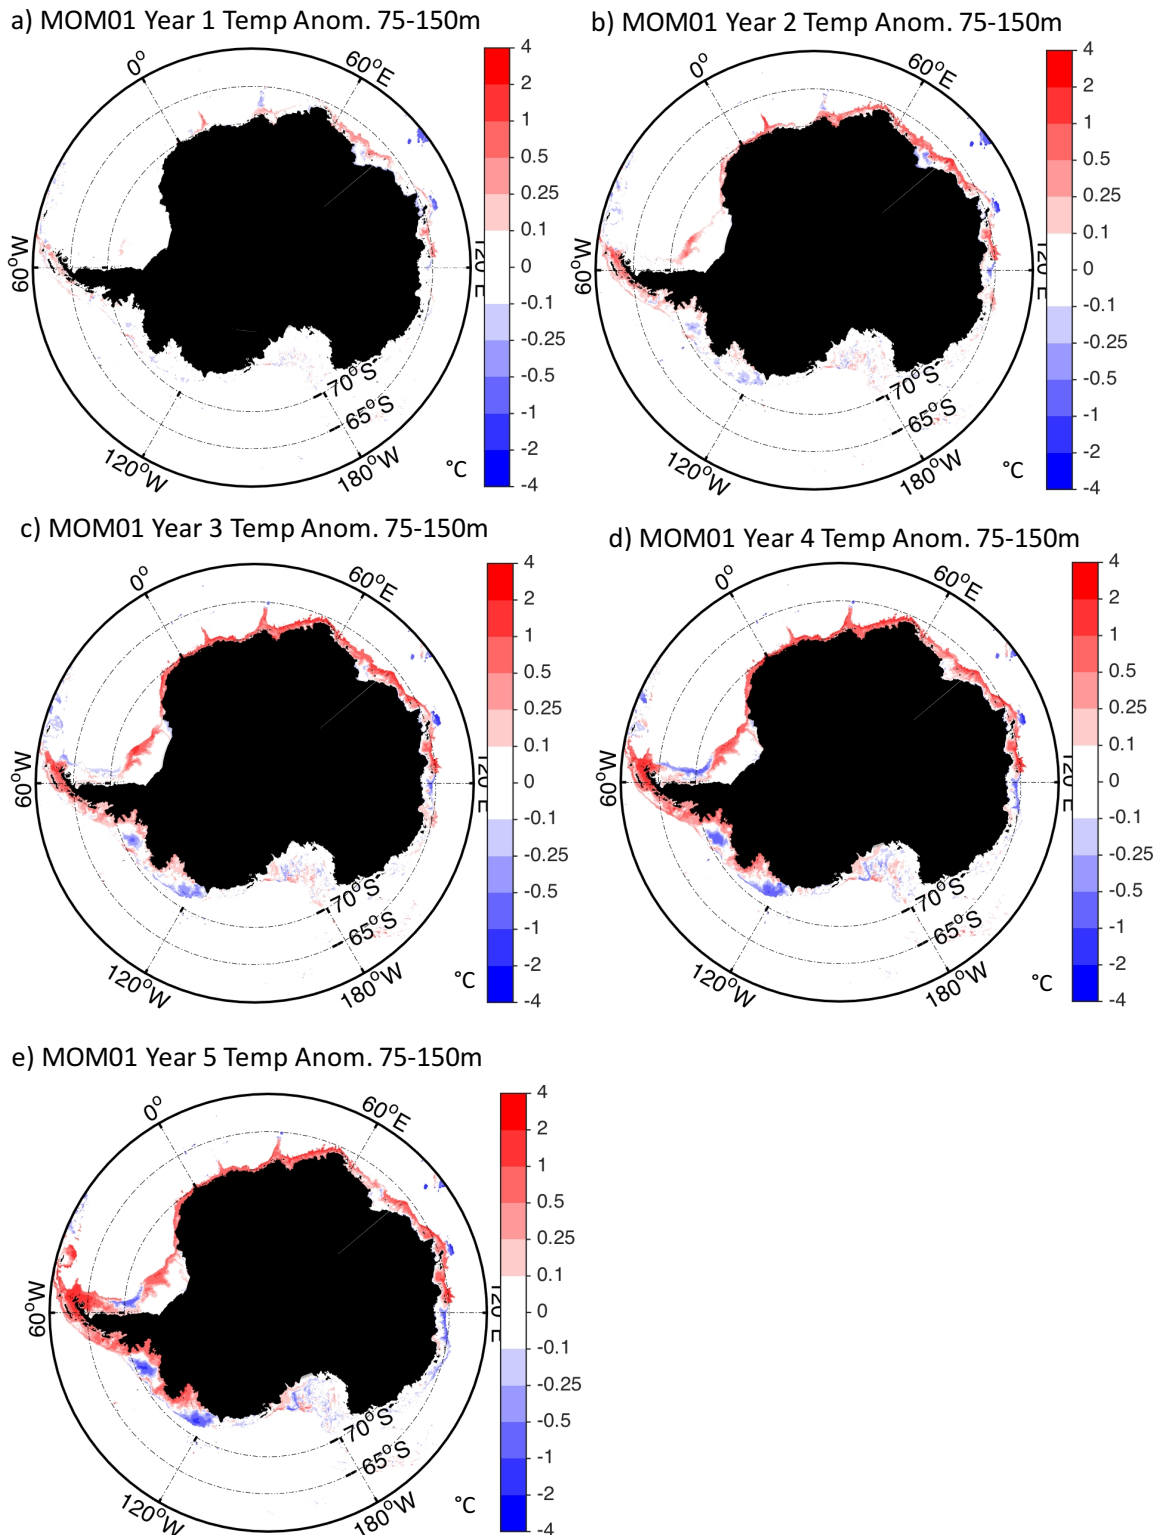 a) MOM01 Year 1 Temp Anom. 75-150m
0°
60°E
120°E
180°W
120°W
60°W
70°S
65°S
4
2
1
0.5
0.25
0.1
0
-0.1
-0.25
-0.5
-1
-2
-4
°C
b) MOM01 Year 2 Temp Anom. 75-150m
0°
60°E
120°E
180°W
120°W
60°W
70°S
65°S
4
2
1
0.5
0.25
0.1
0
-0.1
-0.25
-0.5
-1
-2
-4
°C
c) MOM01 Year 3 Temp Anom. 75-150m
0°
60°E
120°E
180°W
120°W
60°W
70°S
65°S
4
2
1
0.5
0.25
0.1
0
-0.1
-0.25
-0.5
-1
-2
-4
°C
d) MOM01 Year 4 Temp Anom. 75-150m
0°
60°E
120°E
180°W
120°W
60°W
70°S
65°S
4
2
1
0.5
0.25
0.1
0
-0.1
-0.25
-0.5
-1
-2
-4
°C
e) MOM01 Year 5 Temp Anom. 75-150m
0°
60°E
120°E
180°W
120°W
60°W
70°S
65°S
4
2
1
0.5
0.25
0.1
0
-0.1
-0.25
-0.5
-1
-2
-4
°C